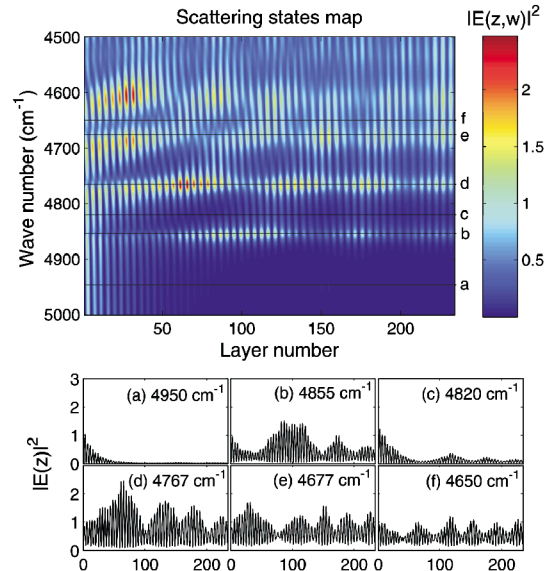 Scattering states map
|E(z,w)|²
4500
4600
4700
4800
4900
5000
Wave number (cm⁻¹)
f
e
d
c
b
a
2
1.5
1
0.5
50
100
150
200
Layer number
3
2
1
0
|E(z)|²
(a) 4950 cm⁻¹
(b) 4855 cm⁻¹
(c) 4820 cm⁻¹
2
1
0
(d) 4767 cm⁻¹
(e) 4677 cm⁻¹
(f) 4650 cm⁻¹
0 100 200
0 100 200
0 100 200